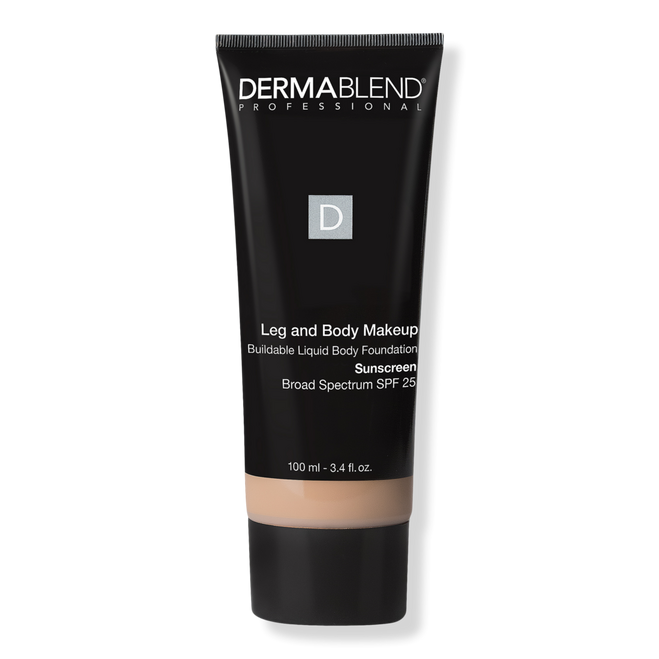 DERMABLEND®
PROFESSIONAL
D
Leg and Body Makeup
Buildable Liquid Body Foundation
Sunscreen
Broad Spectrum SPF 25
100 ml - 3.4 fl. oz.